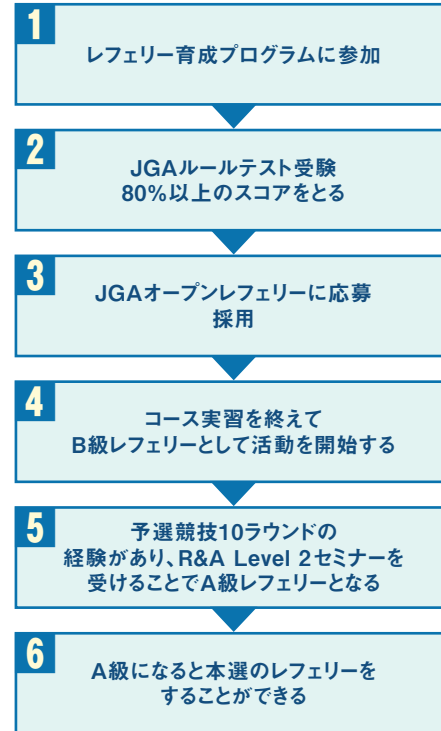 1
レフェリー育成プログラムに参加
2
JGAルールテスト受験
80%以上のスコアをとる
3
JGAオープンレフェリーに応募
採用
4
コース実習を終えて
B級レフェリーとして活動を開始する
5
予選競技10ラウンドの
経験があり、R&A Level 2セミナーを
受けることでA級レフェリーとなる
6
A級になると本選のレフェリーを
することができる